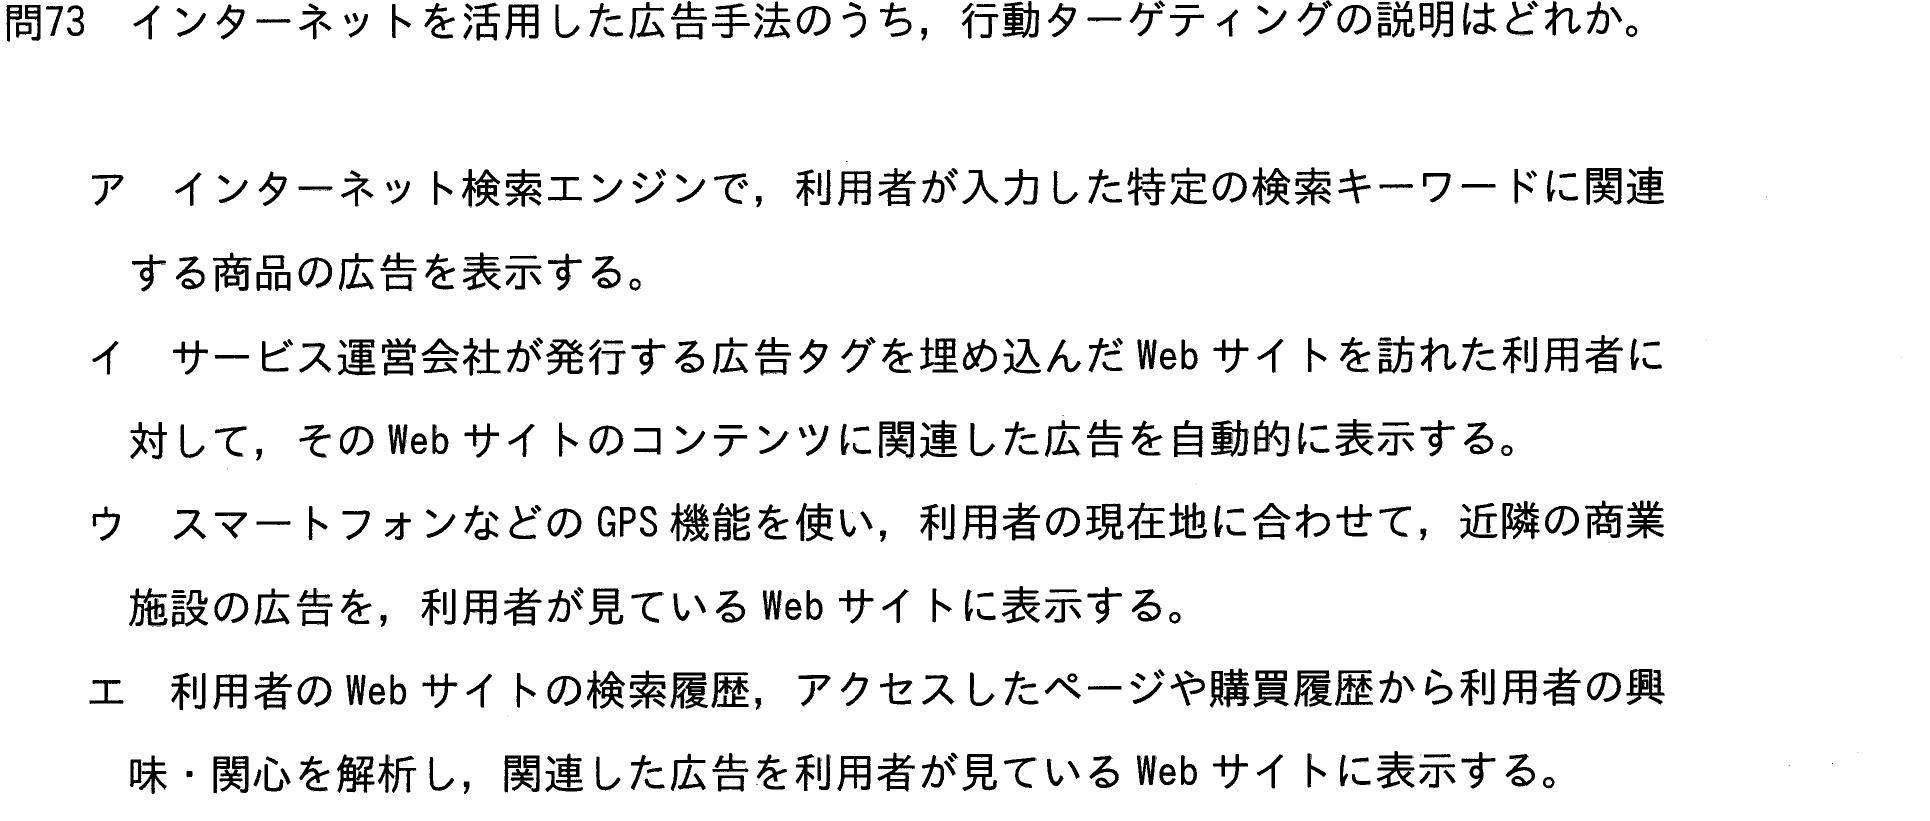 問73　インターネットを活用した広告手法のうち，行動ターゲティングの説明はどれか。
ア　インターネット検索エンジンで，利用者が入力した特定の検索キーワードに関連
する商品の広告を表示する。
イ　サービス運営会社が発行する広告タグを埋め込んだ Web サイトを訪れた利用者に
対して，その Web サイトのコンテンツに関連した広告を自動的に表示する。
ウ　スマートフォンなどの GPS 機能を使い，利用者の現在地に合わせて，近隣の商業
施設の広告を，利用者が見ている Web サイトに表示する。
エ　利用者の Web サイトの検索履歴，アクセスしたページや購買履歴から利用者の興
味・関心を解析し，関連した広告を利用者が見ている Web サイトに表示する。